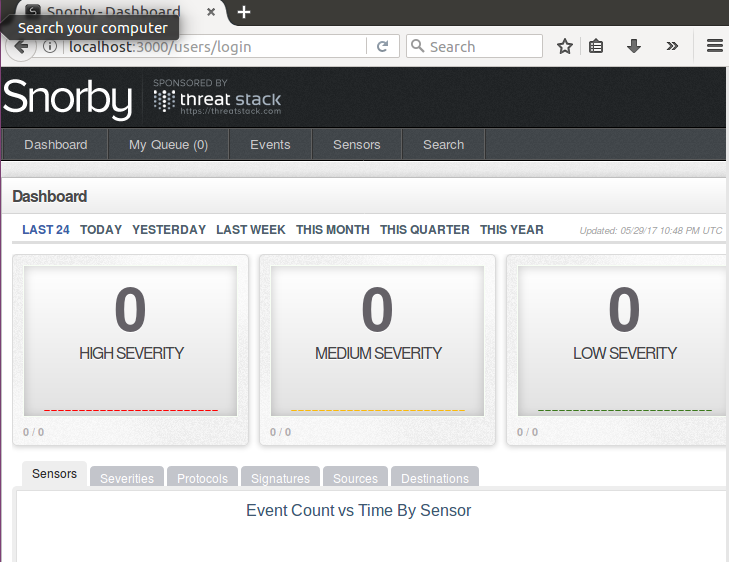 Snorby - Dashboard
Search your computer
localhost:3000/users/login
Search
Snorby
SPONSORED BY
threat stack
https://threatstack.com
Dashboard My Queue (0) Events Sensors Search
Dashboard
LAST 24 TODAY YESTERDAY LAST WEEK THIS MONTH THIS QUARTER THIS YEAR Updated: 05/29/17 10:48 PM UTC
0 0 0
HIGH SEVERITY MEDIUM SEVERITY LOW SEVERITY
0 / 0 0 / 0 0 / 0
Sensors Severities Protocols Signatures Sources Destinations
Event Count vs Time By Sensor